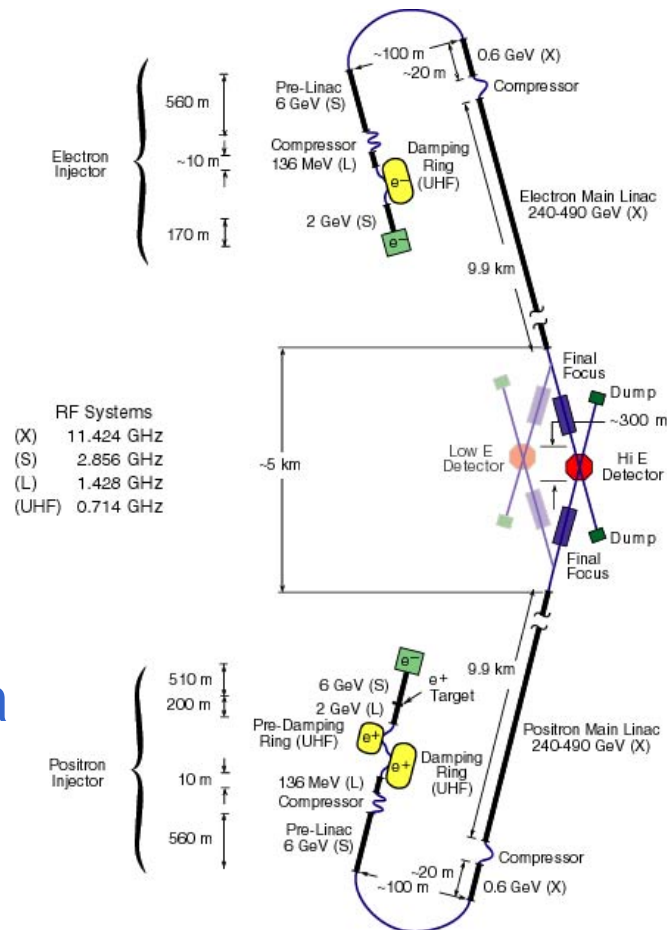 ~100 m
~20 m
0.6 GeV (X)
Compressor
Pre-Linac
6 GeV (S)
560 m
Compressor
136 MeV (L)
Damping
Ring
(UHF)
Electron
Injector
~10 m
e-
2 GeV (S)
170 m
e-
Electron Main Linac
240-490 GeV (X)
9.9 km
Final
Focus
Dump
~300 m
RF Systems
(X) 11.424 GHz
(S) 2.856 GHz
(L) 1.428 GHz
(UHF) 0.714 GHz
~5 km
Low E
Detector
Hi E
Detector
Dump
Final
Focus
e-
510 m
200 m
6 GeV (S)
e+
Target
2 GeV (L)
Pre-Damping
Ring (UHF)
e+
e+
Damping
Ring
(UHF)
Positron
Injector
10 m
136 MeV (L)
Compressor
560 m
Pre-Linac
6 GeV (S)
9.9 km
Positron Main Linac
240-490 GeV (X)
~20 m
~100 m
Compressor
0.6 GeV (X)